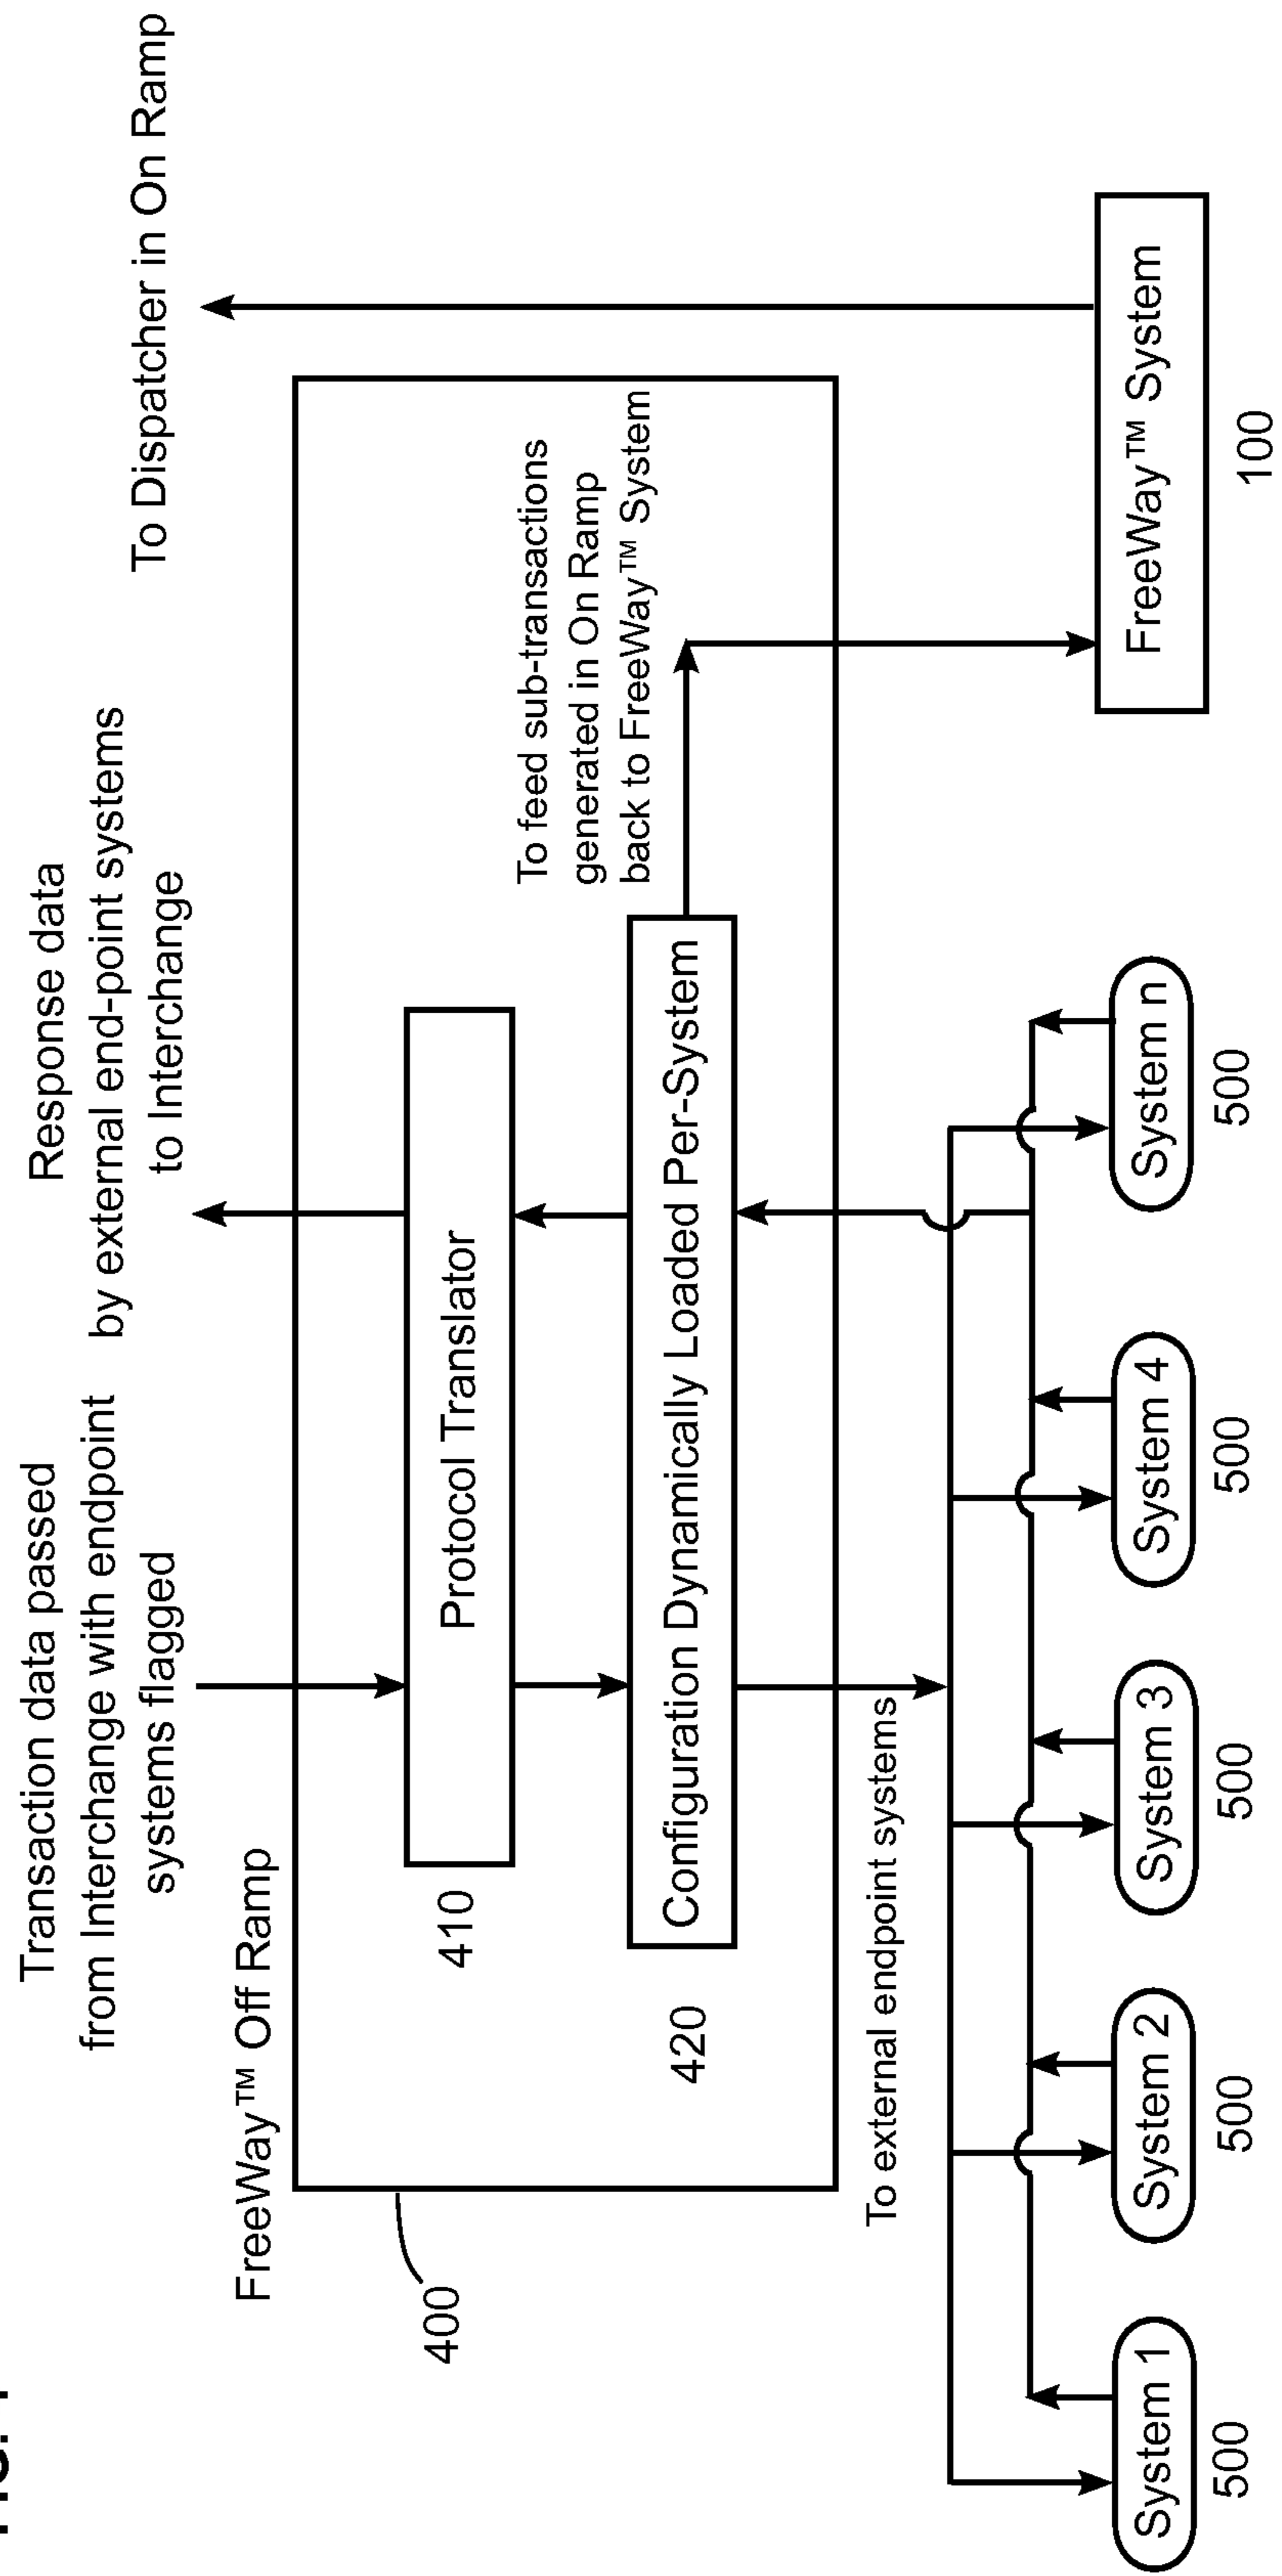 Transaction data passed
from Interchange with endpoint
systems flagged
Response data
by external end-point systems
to Interchange
To Dispatcher in On Ramp
FreeWay™ Off Ramp
400
Protocol Translator
410
Configuration Dynamically Loaded Per-System
420
To feed sub-transactions
generated in On Ramp
back to FreeWay™ System
To external endpoint systems
System 1
500
System 2
500
System 3
500
System 4
500
System n
500
FreeWay™ System
100